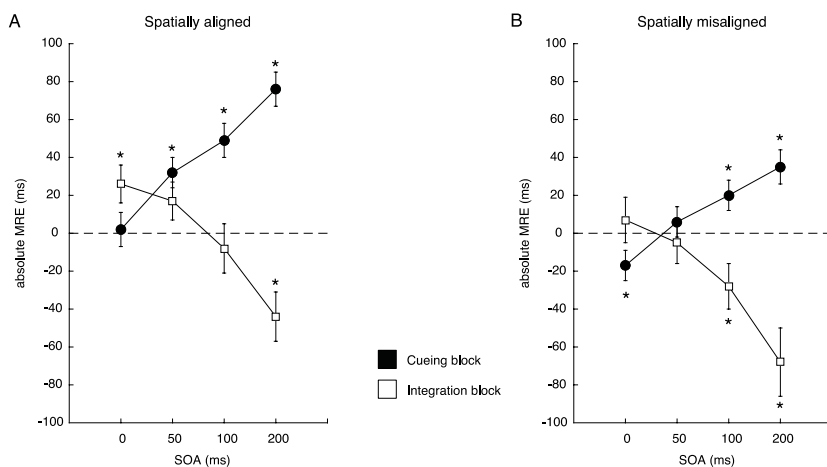 A
Spatially aligned
absolute MRE (ms)
100
80
60
40
20
0
-20
-40
-60
-80
-100
* * * * *
*
0 50 100 200
SOA (ms)
Cueing block
Integration block
B
Spatially misaligned
absolute MRE (ms)
100
80
60
40
20
0
-20
-40
-60
-80
-100
* *
* *
*
0 50 100 200
SOA (ms)